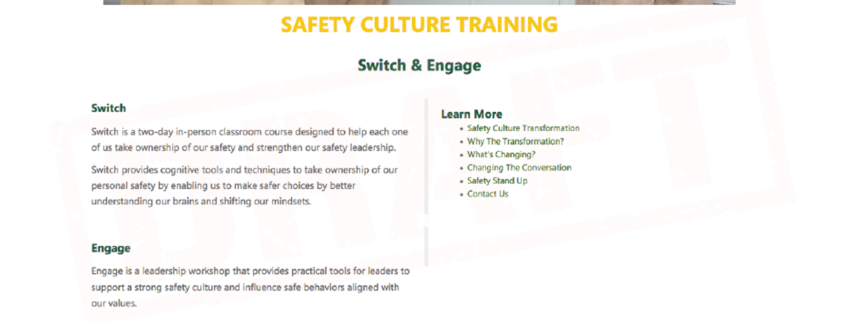 SAFETY CULTURE TRAINING
Switch & Engage
Switch
Switch is a two-day in-person classroom course designed to help each one
of us take ownership of our safety and strengthen our safety leadership.
Switch provides cognitive tools and techniques to take ownership of our
personal safety by enabling us to make safer choices by better
understanding our brains and shifting our mindsets.
Engage
Engage is a leadership workshop that provides practical tools for leaders to
support a strong safety culture and influence safe behaviors aligned with
our values.
Learn More
Safety Culture Transformation
Why The Transformation?
What's Changing?
Changing The Conversation
Safety Stand Up
Contact Us
DRAFT